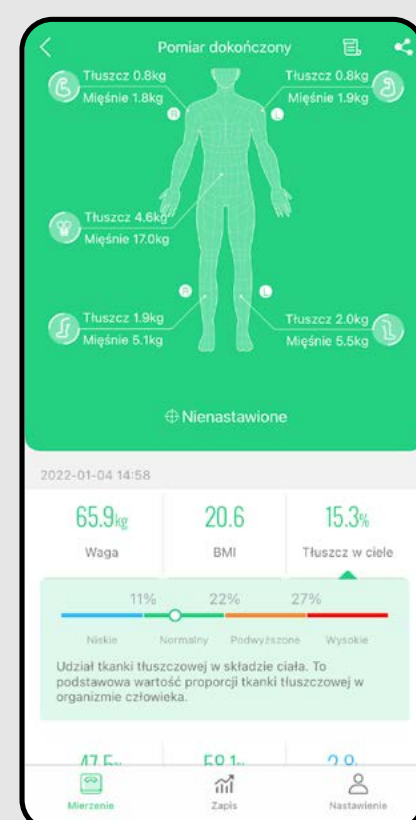 Pomiar dokończony
Tłuszcz 0.8kg
Mięśnie 1.8kg
Tłuszcz 0.8kg
Mięśnie 1.9kg
R
L
Tłuszcz 4.6kg
Mięśnie 17.0kg
R
L
Tłuszcz 1.9kg
Mięśnie 5.1kg
Tłuszcz 2.0kg
Mięśnie 5.5kg
Nienastawione
2022-01-04 14:58
65.9kg
20.6
15.3%
Waga
BMI
Tłuszcz w ciele
11% 22% 27%
Niskie Normalny Podwyższone Wysokie
Udział tkanki tłuszczowej w składzie ciała. To
podstawowa wartość proporcji tkanki tłuszczowej w
organizmie człowieka.
Mierzenie
Zapis
Nastawienie